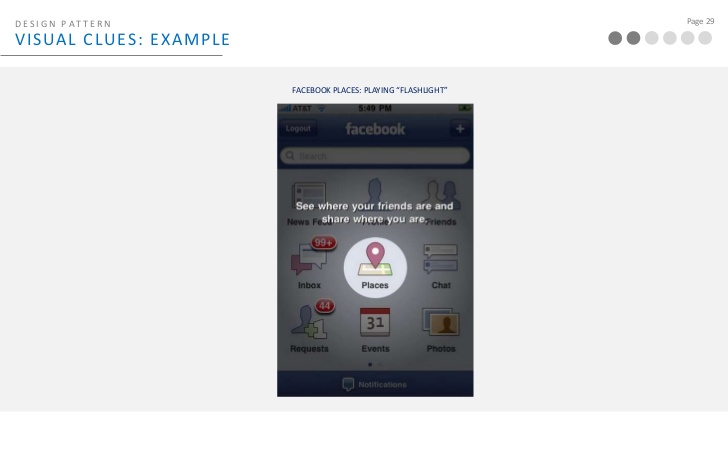 DESIGN PATTERN
VISUAL CLUES: EXAMPLE
Page 29
FACEBOOK PLACES: PLAYING “FLASHLIGHT”
AT&T 5:49 PM
Logout facebook +
Search
See where your friends are and
share where you are.
News Feed Friends
99+
Inbox Places Chat
44
31
+1
Requests Events Photos
Notifications